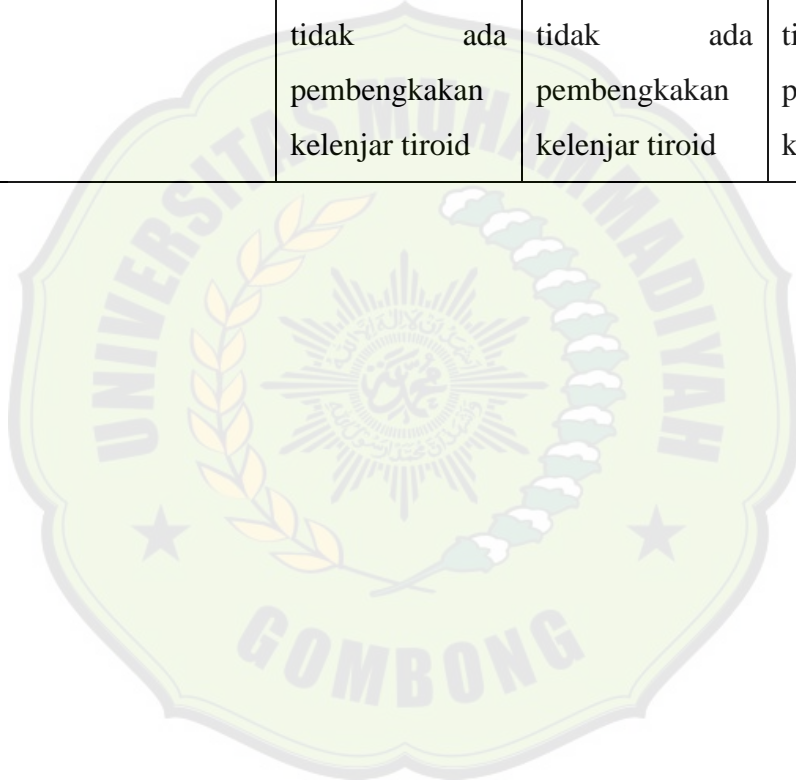 tidak ada
pembengkakan
kelenjar tiroid
tidak ada
pembengkakan
kelenjar tiroid
UNIVERSITAS MUHAMMADIYAH
GOMBONG